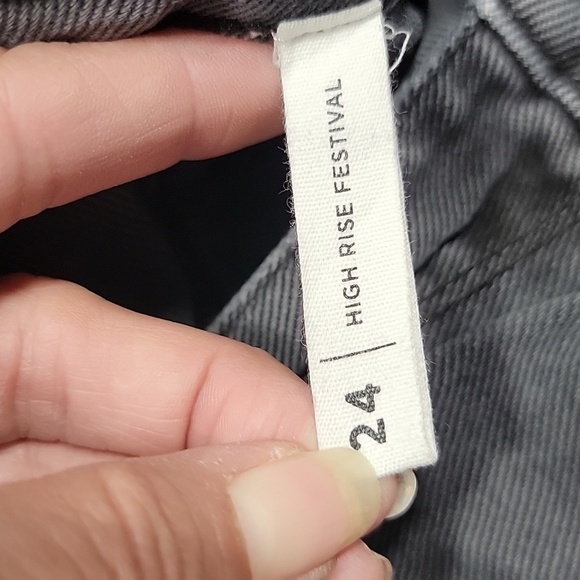 24 | HIGH RISE FESTIVAL